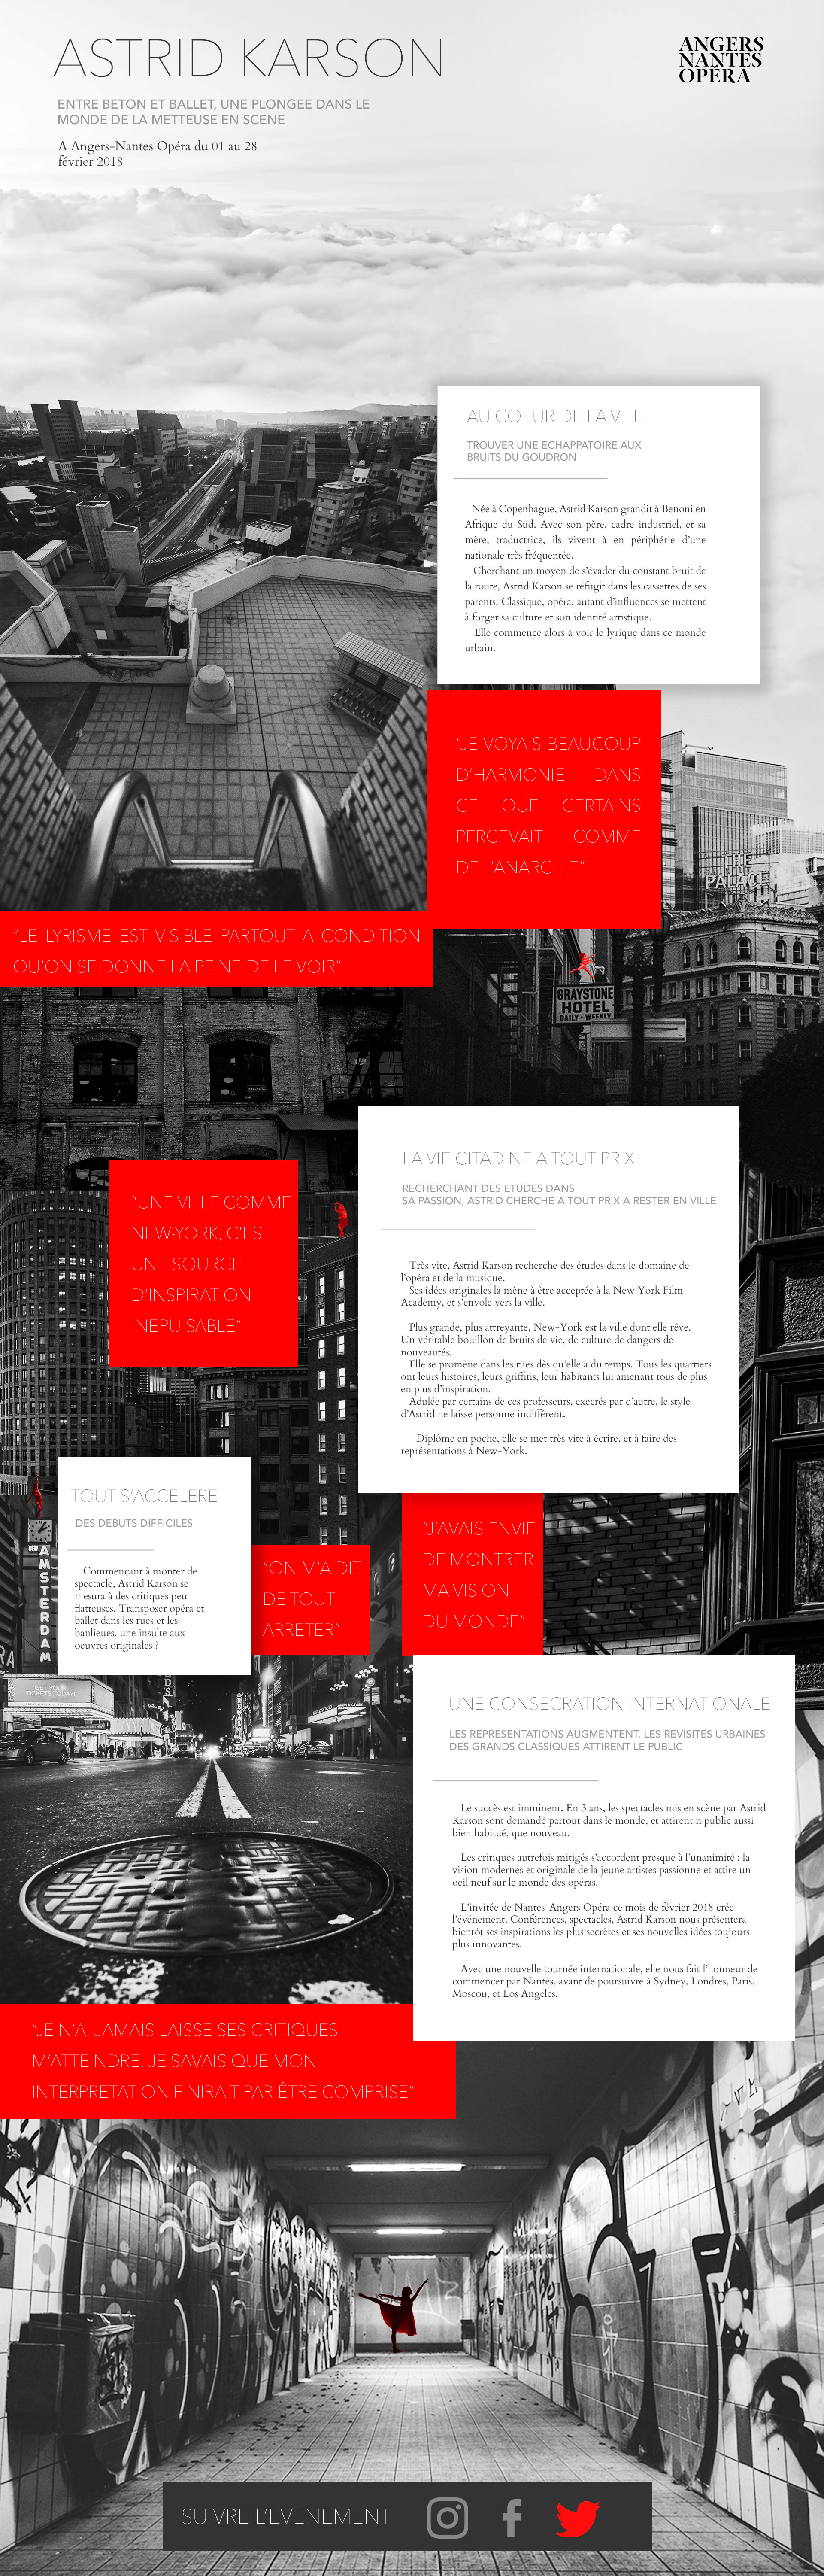 ASTRID KARSON
ANGERS
NANTES
OPÉRA
ENTRE BETON ET BALLET, UNE PLONGEE DANS LE
MONDE DE LA METTEUSE EN SCENE
A Angers-Nantes Opéra du 01 au 28
février 2018
AU COEUR DE LA VILLE
TROUVER UNE ECHAPPATOIRE AUX
BRUITS DU GOUDRON
Née à Copenhague, Astrid Karson grandit à Benoni en
Afrique du Sud. Avec son père, cadre industriel, et sa
mère, traductrice, ils vivent à en périphérie d’une
nationale très fréquentée.
Cherchant un moyen de s’évader du constant bruit de
la route, Astrid Karson se réfugit dans les cassettes de ses
parents. Classique, opéra, autant d’influences se mettent
à forger sa culture et son identité artistique.
Elle commence alors à voir le lyrique dans ce monde
urbain.
“JE VOYAIS BEAUCOUP
D’HARMONIE DANS
CE QUE CERTAINS
PERCEVAIT COMME
DE L’ANARCHIE”
THE
PALACE
“LE LYRISME EST VISIBLE PARTOUT A CONDITION
QU’ON SE DONNE LA PEINE DE LE VOIR”
GRAYSTONE
HOTEL
DAILY - WEEKLY
LA VIE CITADINE A TOUT PRIX
RECHERCHANT DES ETUDES DANS
SA PASSION, ASTRID CHERCHE A TOUT PRIX A RESTER EN VILLE
“UNE VILLE COMME
NEW-YORK, C’EST
UNE SOURCE
D’INSPIRATION
INEPUISABLE”
Très vite, Astrid Karson recherche des études dans le domaine de
l’opéra et de la musique.
Ses idées originales la mène à être acceptée à la New York Film
Academy, et s’envole vers la ville.
Plus grande, plus attreyante, New-York est la ville dont elle rêve.
Un véritable bouillon de bruits de vie, de culture de dangers de
nouveautés.
Elle se promène dans les rues dès qu’elle a du temps. Tous les quartiers
ont leurs histoires, leurs griffitis, leur habitants lui amenant tous de plus
en plus d’inspiration.
Adulée par certains de ces professeurs, execrés par d’autre, le style
d’Astrid ne laisse personne indifférent.
Diplôme en poche, elle se met très vite à écrire, et à faire des
représentations à New-York.
TOUT S’ACCELERE
DES DEBUTS DIFFICILES
Commençant à monter de
spectacle, Astrid Karson se
mesura à des critiques peu
flatteuses. Transposer opéra et
ballet dans les rues et les
banlieues, une insulte aux
oeuvres originales ?
NEW
AMSTERDAM
“ON M’A DIT
DE TOUT
ARRETER”
“J’AVAIS ENVIE
DE MONTRER
MA VISION
DU MONDE”
GET YOUR
TICKETS TODAY!
UNE CONSECRATION INTERNATIONALE
LES REPRESENTATIONS AUGMENTENT, LES REVISITES URBAINES
DES GRANDS CLASSIQUES ATTIRENT LE PUBLIC
Le succès est imminent. En 3 ans, les spectacles mis en scène par Astrid
Karson sont demandé partout dans le monde, et attirent n public aussi
bien habitué, que nouveau.
Les critiques autrefois mitigés s’accordent presque à l’unanimité ; la
vision modernes et originale de la jeune artistes passionne et attire un
oeil neuf sur le monde des opéras.
L’invitée de Nantes-Angers Opéra ce mois de février 2018 crée
l’événement. Conférences, spectacles, Astrid Karson nous présentera
bientôt ses inspirations les plus secrètes et ses nouvelles idées toujours
plus innovantes.
Avec une nouvelle tournée internationale, elle nous fait l’honneur de
commencer par Nantes, avant de poursuivre à Sydney, Londres, Paris,
Moscou, et Los Angeles.
“JE N’AI JAMAIS LAISSE SES CRITIQUES
M’ATTEINDRE. JE SAVAIS QUE MON
INTERPRETATION FINIRAIT PAR ÊTRE COMPRISE”
SUIVRE L’EVENEMENT